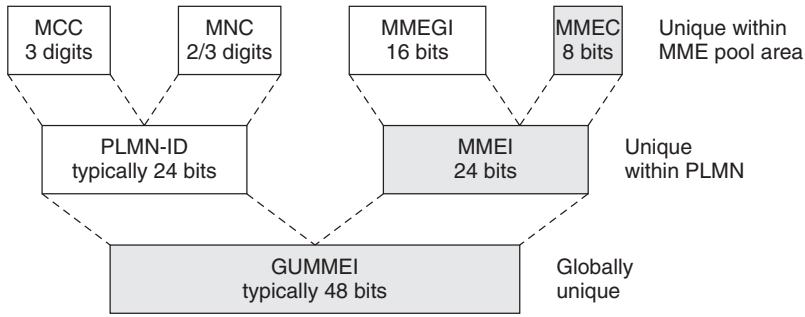 MCC
3 digits
MNC
2/3 digits
MMEGI
16 bits
MMEC
8 bits
Unique within
MME pool area
PLMN-ID
typically 24 bits
MMEI
24 bits
Unique
within PLMN
GUMMEI
typically 48 bits
Globally
unique